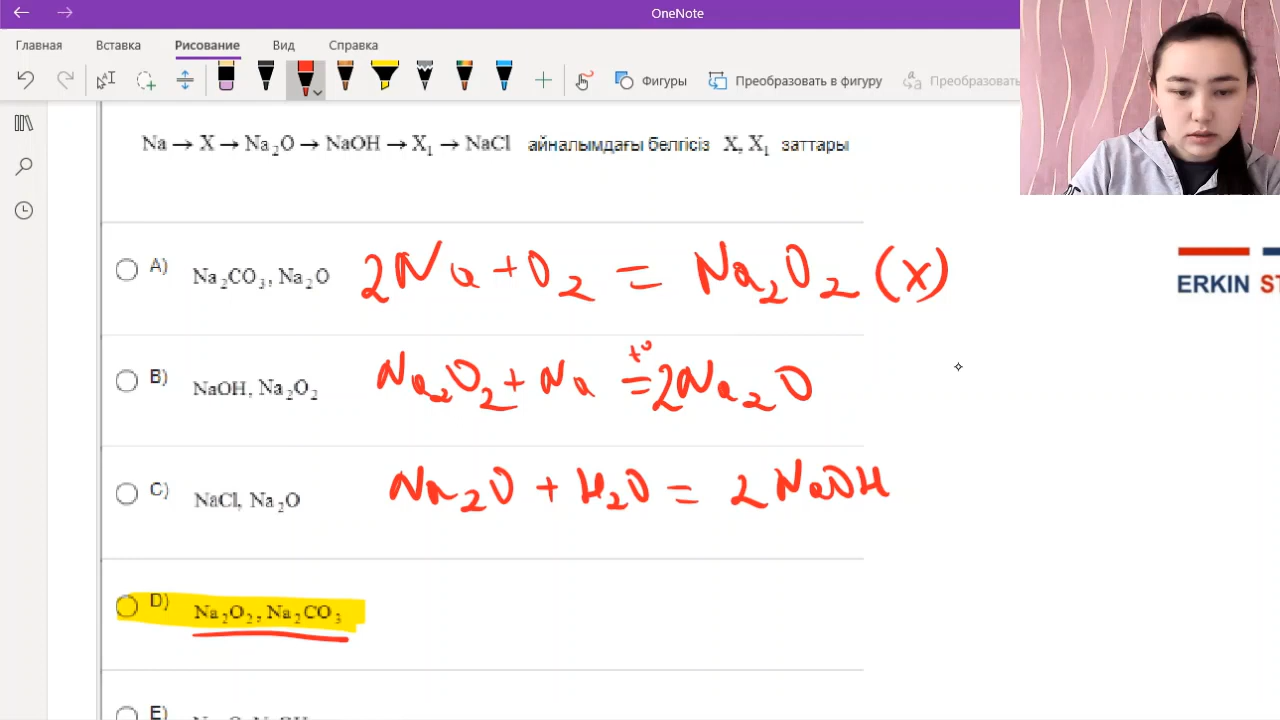 OneNote
Главная Вставка Рисование Вид Справка
Фигуры Преобразовать в фигуру Преобразовать
Na → X → Na₂O → NaOH → X₁ → NaCl айналымдағы белгісіз X, X₁ заттары
A) Na₂CO₃, Na₂O 2Na + O₂ = Na₂O₂ (x)
ERKIN ST
B) NaOH, Na₂O₂ Na₂O₂ + Na t° = 2Na₂O
C) NaCl, Na₂O Na₂O + H₂O = 2NaOH
D) Na₂O₂, Na₂CO₃
E)